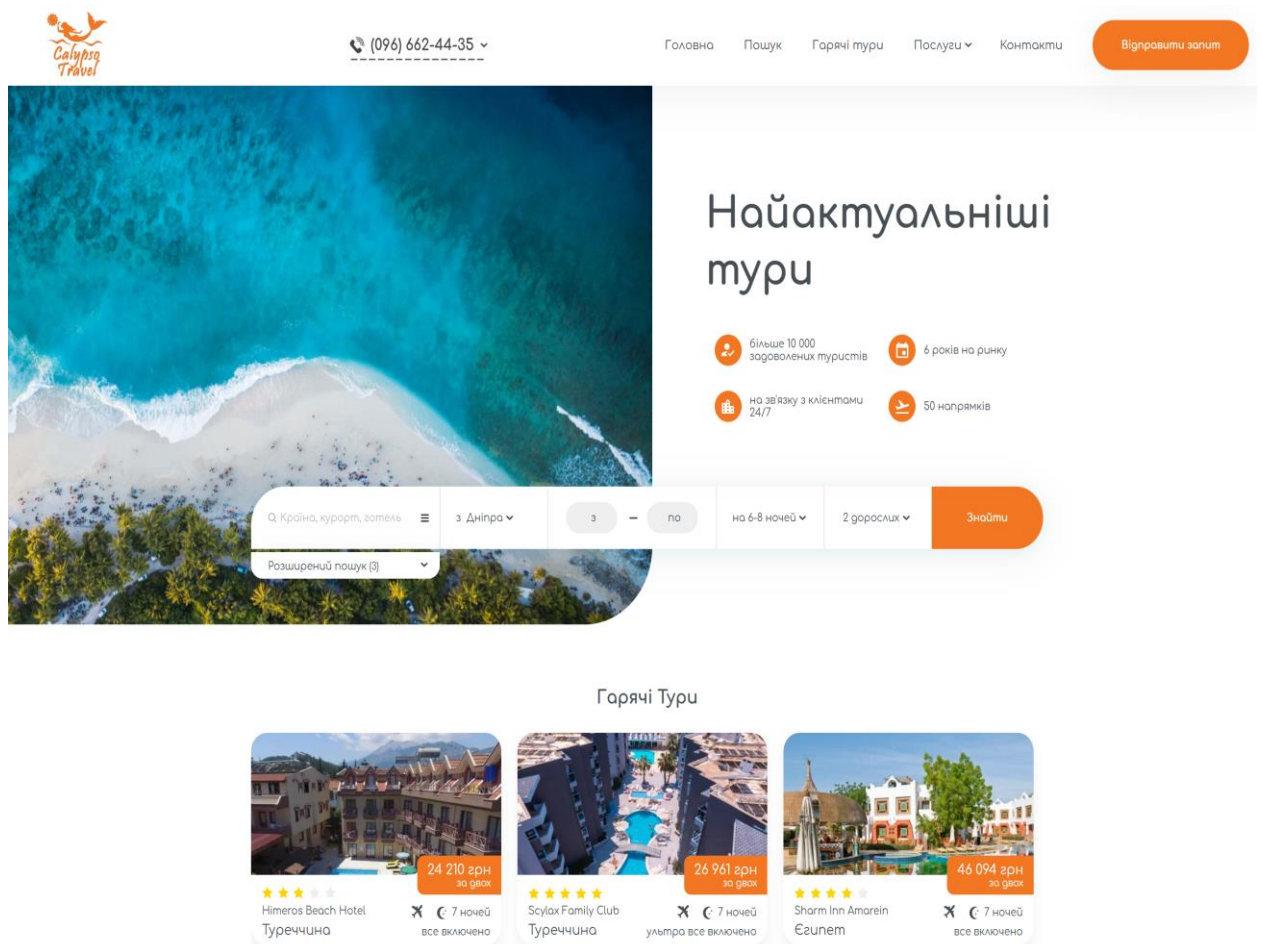 Calypso
Travel
(096) 662-44-35
Головна Пошук Гарячі тури Послуги Контакти Відправити запит
Найактуальніші
тури
більше 10 000
задоволених туристів
6 років на ринку
на зв'язку з клієнтами
24/7
50 напрямків
Країна, курорт, готель з Дніпра з – по на 6-8 ночей 2 дорослих Знайти
Розширений пошук (3)
Гарячі Тури
24 210 грн
за двох
Himeros Beach Hotel 7 ночей
Туреччина все включено
26 961 грн
за двох
Scylax Family Club 7 ночей
Туреччина ультра все включено
46 094 грн
за двох
Sharm Inn Amarein 7 ночей
Єгипет все включено